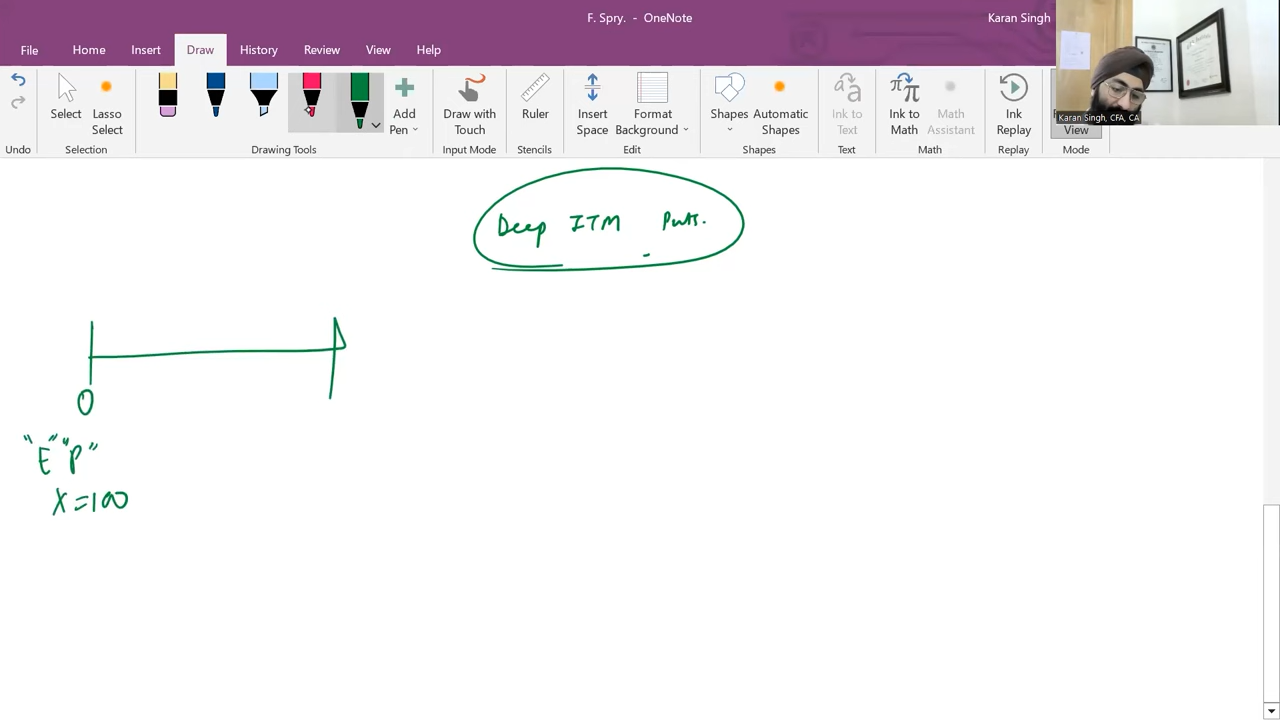 F. Spry. - OneNote
Karan Singh
File Home Insert Draw History Review View Help
Select
Lasso Select
Add Pen
Draw with Touch
Ruler
Insert Space
Format Background
Shapes
Automatic Shapes
Ink to Text
Ink to Math
Math Assistant
Ink Replay
View
Undo
Selection
Drawing Tools
Input Mode
Stencils
Edit
Shapes
Text
Math
Replay
Mode
Karan Singh, CFA, CA
Deep ITM Puts.
0
"E" "P"
X = 100